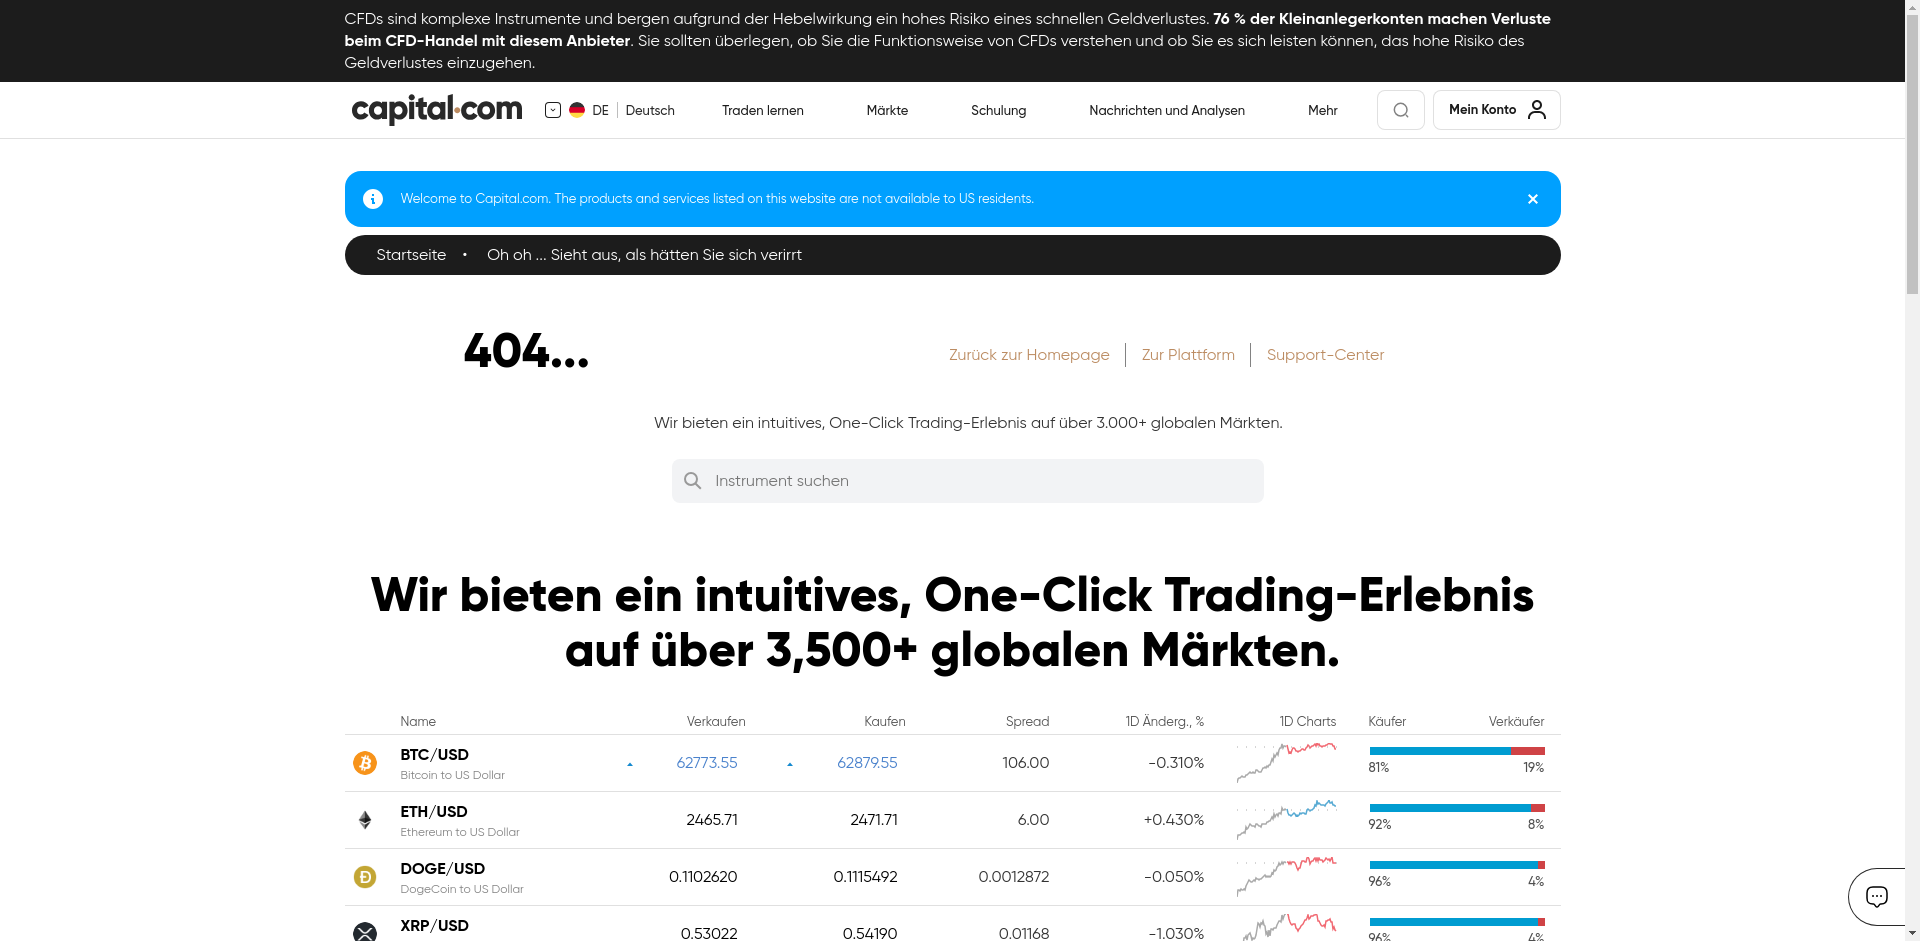 CFDs sind komplexe Instrumente und bergen aufgrund der Hebelwirkung ein hohes Risiko eines schnellen Geldverlustes. 76 % der Kleinanlegerkonten machen Verluste
beim CFD-Handel mit diesem Anbieter. Sie sollten überlegen, ob Sie die Funktionsweise von CFDs verstehen und ob Sie es sich leisten können, das hohe Risiko des
Geldverlustes einzugehen.
capital.com DE Deutsch Traden lernen Märkte Schulung Nachrichten und Analysen Mehr Mein Konto
Welcome to Capital.com. The products and services listed on this website are not available to US residents.
Startseite • Oh oh ... Sieht aus, als hätten Sie sich verirrt
404...
Zurück zur Homepage Zur Plattform Support-Center
Wir bieten ein intuitives, One-Click Trading-Erlebnis auf über 3.000+ globalen Märkten.
Instrument suchen
Wir bieten ein intuitives, One-Click Trading-Erlebnis
auf über 3,500+ globalen Märkten.
Name Verkaufen Kaufen Spread 1D Änderg., % 1D Charts Käufer Verkäufer
BTC/USD 62773.55 62879.55 106.00 -0.310% 81% 19%
Bitcoin to US Dollar
ETH/USD 2465.71 2471.71 6.00 +0.430% 92% 8%
Ethereum to US Dollar
DOGE/USD 0.1102620 0.1115492 0.0012872 -0.050% 96% 4%
DogeCoin to US Dollar
XRP/USD 0.53022 0.54190 0.01168 -1.030% 96% 4%